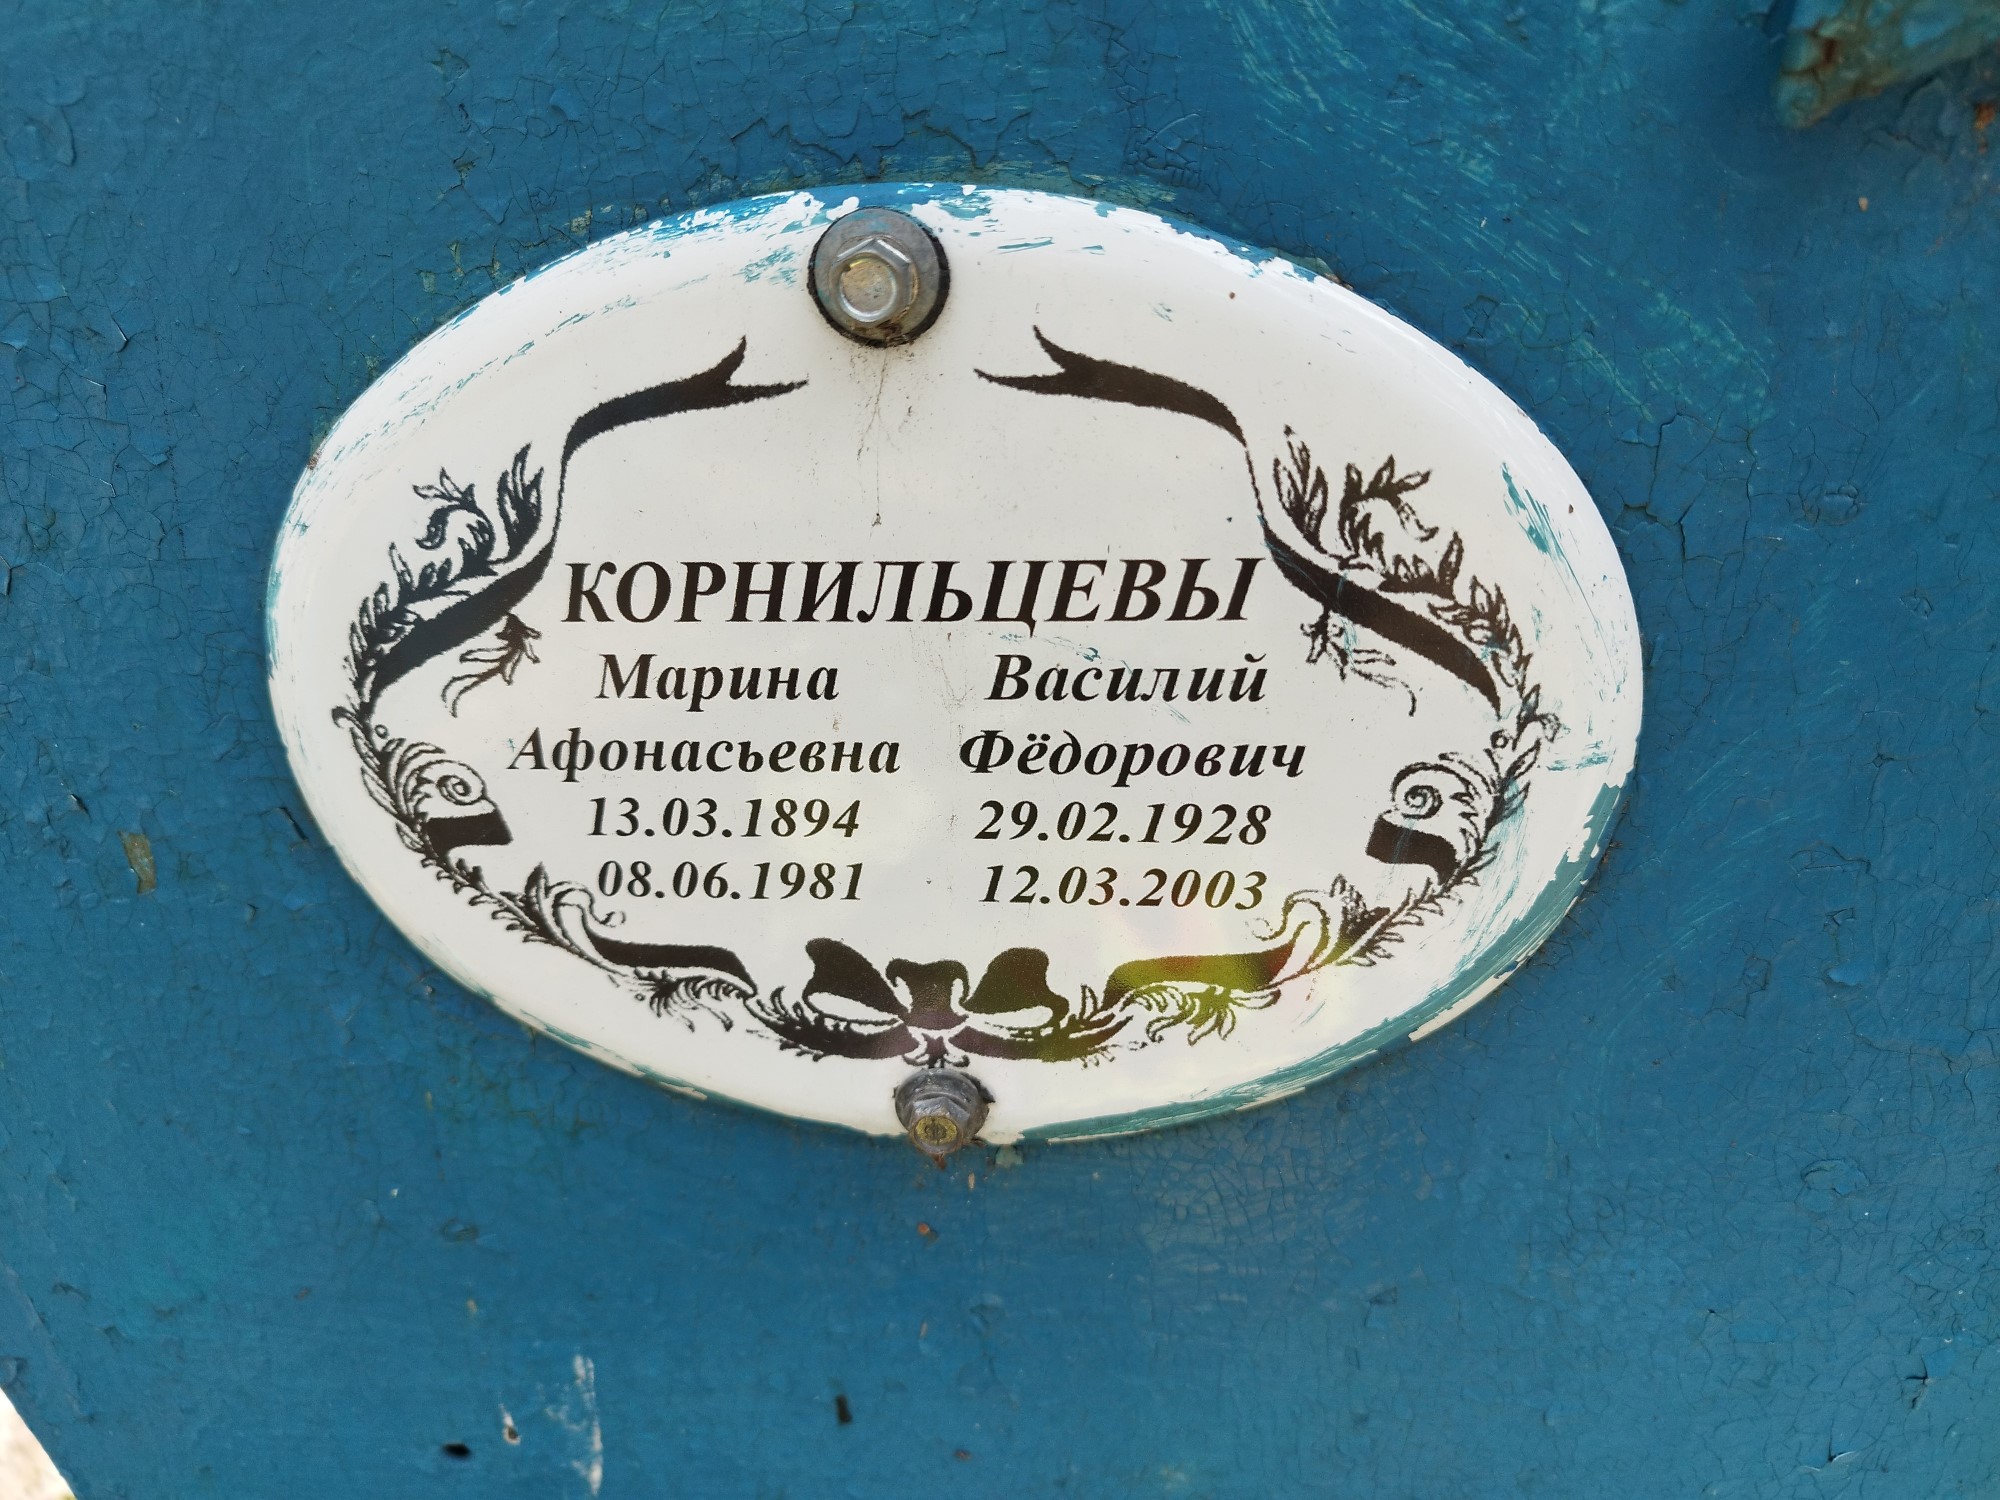 КОРНИЛЬЦЕВЫ
Марина Василий
Афонасьевна Фёдорович
13.03.1894 29.02.1928
08.06.1981 12.03.2003